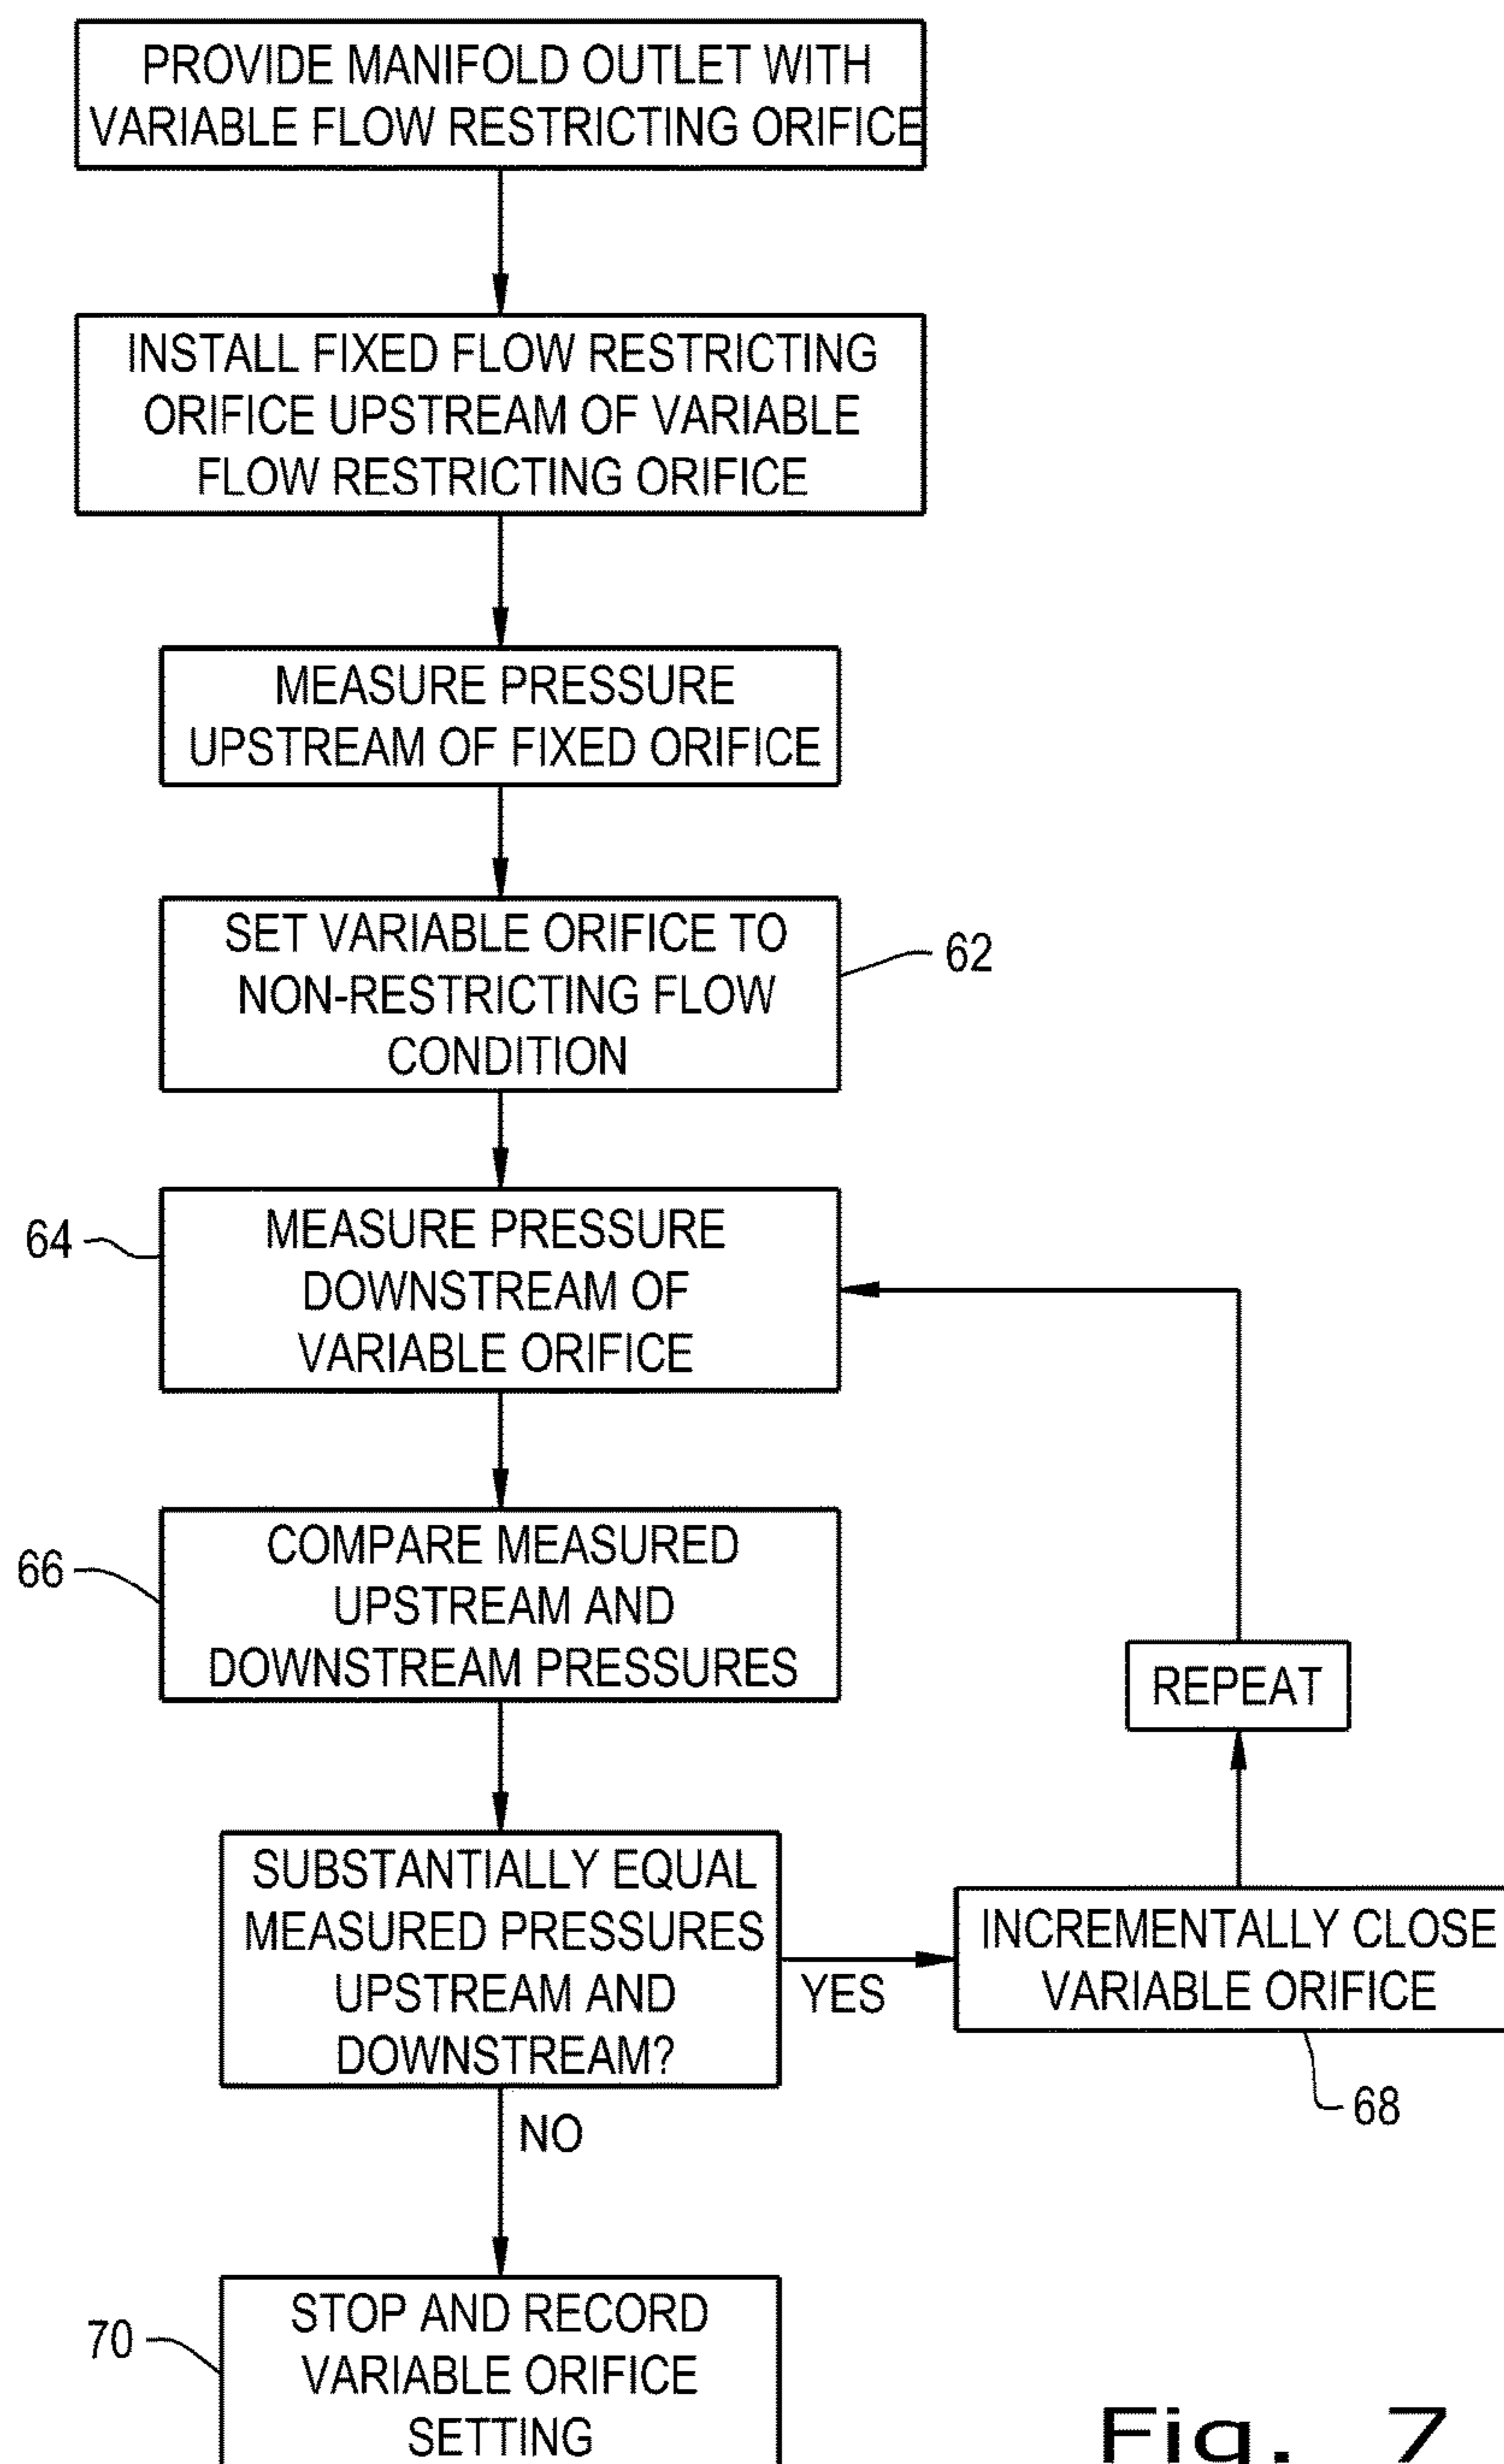 PROVIDE MANIFOLD OUTLET WITH
VARIABLE FLOW RESTRICTING ORIFICE
INSTALL FIXED FLOW RESTRICTING
ORIFICE UPSTREAM OF VARIABLE
FLOW RESTRICTING ORIFICE
MEASURE PRESSURE
UPSTREAM OF FIXED ORIFICE
SET VARIABLE ORIFICE TO
NON-RESTRICTING FLOW
CONDITION
62
64
MEASURE PRESSURE
DOWNSTREAM OF
VARIABLE ORIFICE
66
COMPARE MEASURED
UPSTREAM AND
DOWNSTREAM PRESSURES
REPEAT
SUBSTANTIALLY EQUAL
MEASURED PRESSURES
UPSTREAM AND
DOWNSTREAM?
YES
INCREMENTALLY CLOSE
VARIABLE ORIFICE
68
NO
70
STOP AND RECORD
VARIABLE ORIFICE
SETTING
Fig. 7